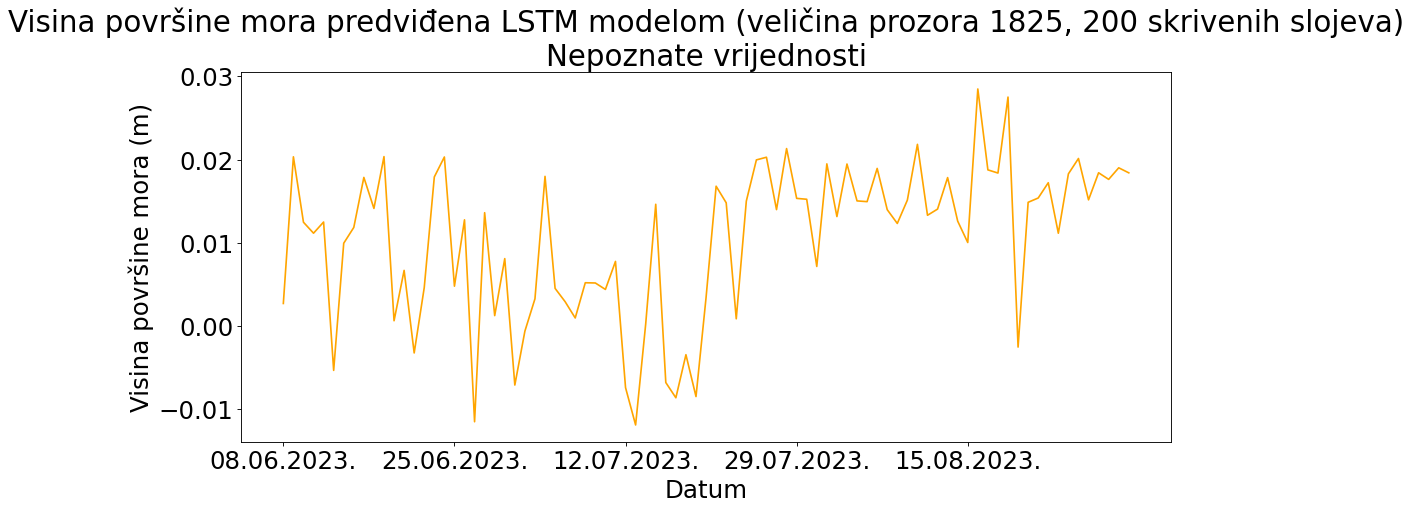 Visina površine mora predviđena LSTM modelom (veličina prozora 1825, 200 skrivenih slojeva)
Nepoznate vrijednosti
Visina površine mora (m)
0.03
0.02
0.01
0.00
−0.01
08.06.2023. 25.06.2023. 12.07.2023. 29.07.2023. 15.08.2023.
Datum